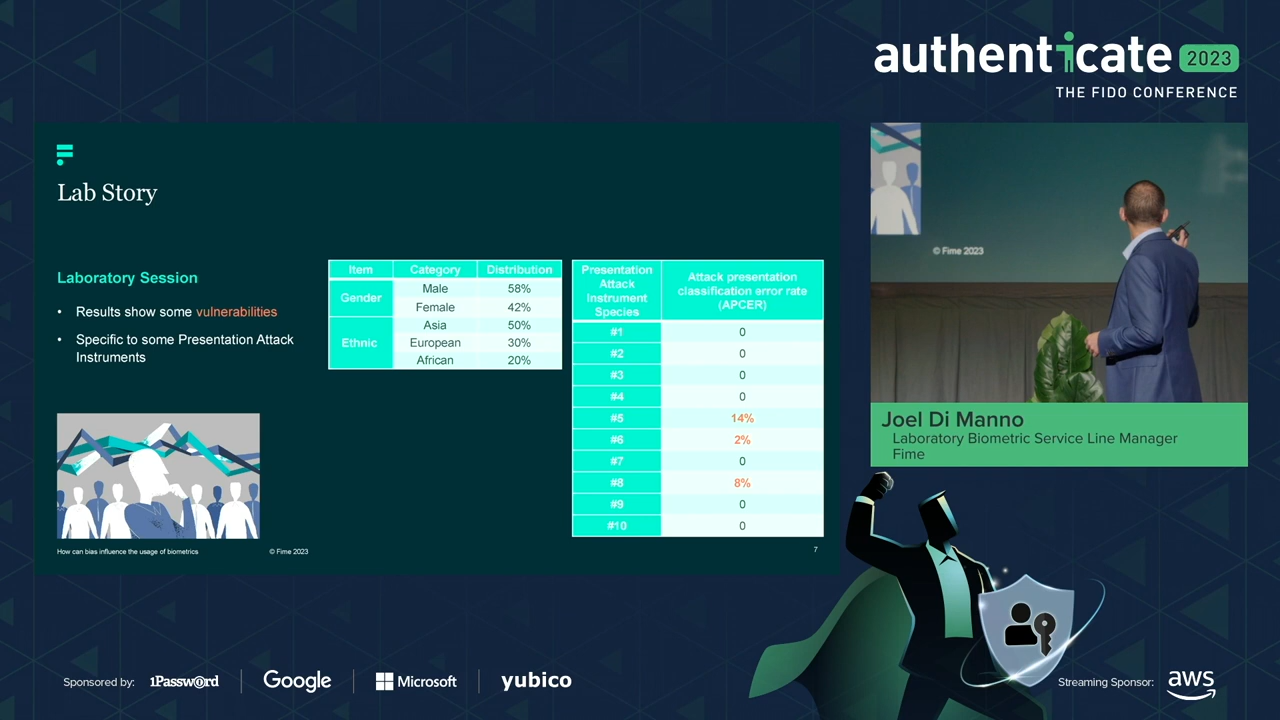 authenticate 2023
THE FIDO CONFERENCE
Lab Story
Laboratory Session
• Results show some vulnerabilities
• Specific to some Presentation Attack
Instruments
Item Category Distribution
Gender
Male 58%
Female 42%
Ethnic
Asia 50%
European 30%
African 20%
Presentation
Attack
Instrument
Species
Attack presentation
classification error rate
(APCER)
#1 0
#2 0
#3 0
#4 0
#5 14%
#6 2%
#7 0
#8 8%
#9 0
#10 0
How can bias influence the usage of biometrics
© Fime 2023
7
© Fime 2023
Joel Di Manno
Laboratory Biometric Service Line Manager
Fime
Sponsored by: 1Password Google Microsoft yubico
Streaming Sponsor: aws